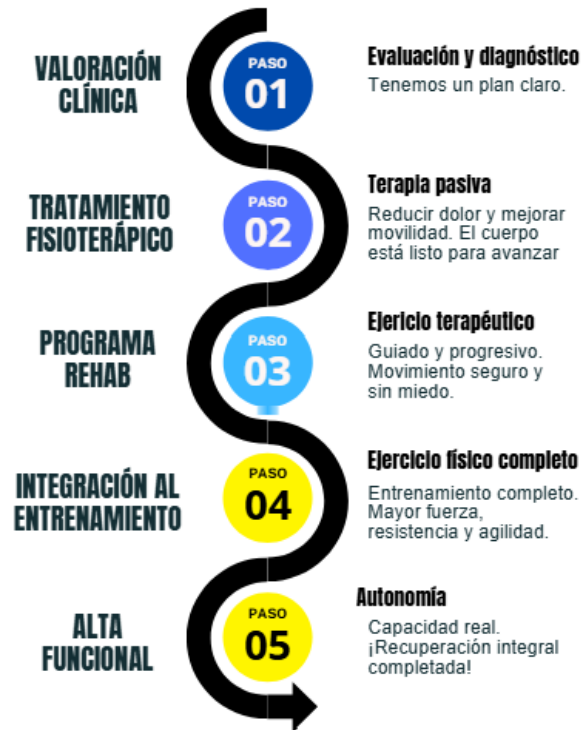 VALORACIÓN
CLÍNICA
PASO
01
Evaluación y diagnóstico
Tenemos un plan claro.
TRATAMIENTO
FISIOTERÁPICO
PASO
02
Terapia pasiva
Reducir dolor y mejorar
movilidad. El cuerpo
está listo para avanzar
PROGRAMA
REHAB
PASO
03
Ejericio terapéutico
Guiado y progresivo.
Movimiento seguro y
sin miedo.
INTEGRACIÓN AL
ENTRENAMIENTO
PASO
04
Ejercicio físico completo
Entrenamiento completo.
Mayor fuerza,
resistencia y agilidad.
ALTA
FUNCIONAL
PASO
05
Autonomía
Capacidad real.
¡Recuperación integral
completada!